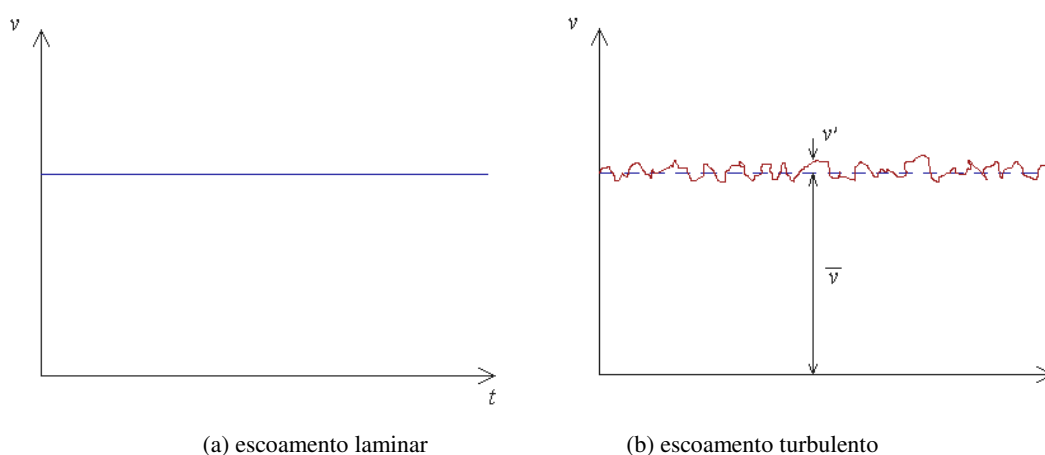 v
v
v'
v̅
t
(a) escoamento laminar
(b) escoamento turbulento